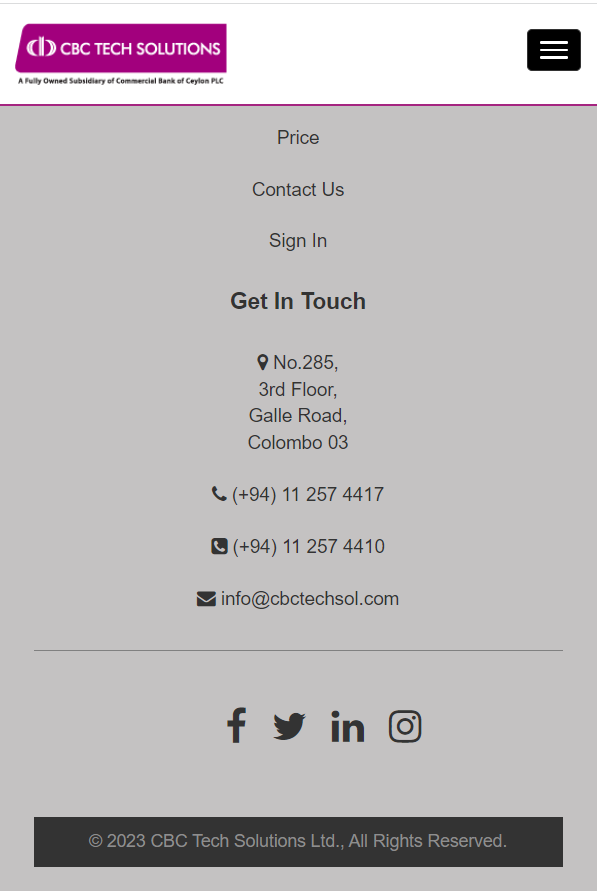 CBC TECH SOLUTIONS
A Fully Owned Subsidiary of Commercial Bank of Ceylon PLC
Price
Contact Us
Sign In
Get In Touch
No.285,
3rd Floor,
Galle Road,
Colombo 03
(+94) 11 257 4417
(+94) 11 257 4410
info@cbctechsol.com
© 2023 CBC Tech Solutions Ltd., All Rights Reserved.